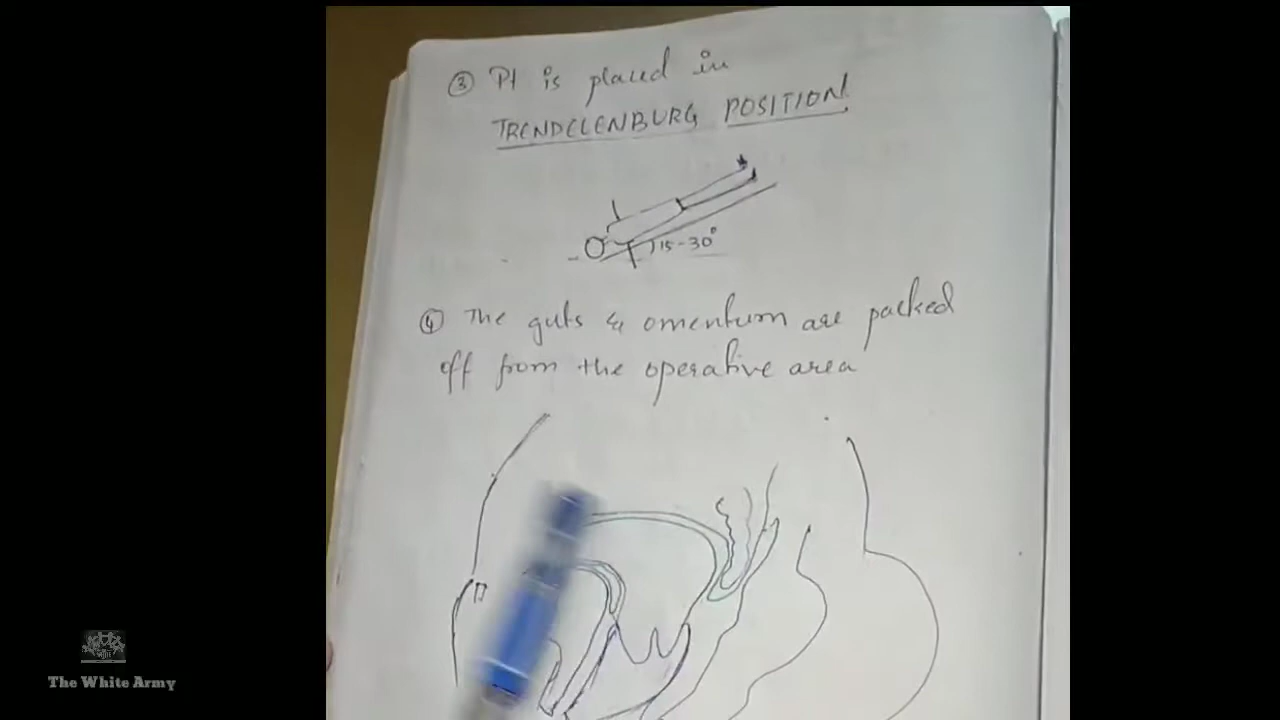 ③ Pt is placed in
TRENDELENBURG POSITION
15-30°
④ The guts & omentum are packed
off from the operative area
The White Army